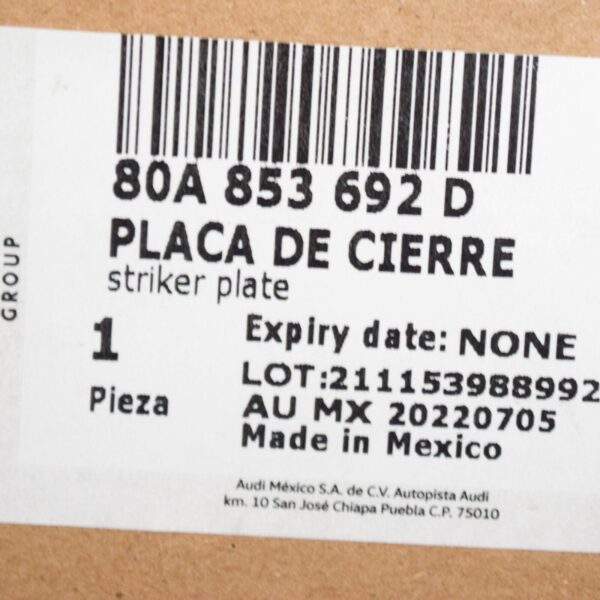 80A 853 692 D
PLACA DE CIERRE
striker plate
1
Pieza
Expiry date: NONE
LOT:211153988992
AU MX 20220705
Made in Mexico
Audi México S.A. de C.V. Autopista Audi
km. 10 San José Chiapa Puebla C.P. 75010
GROUP